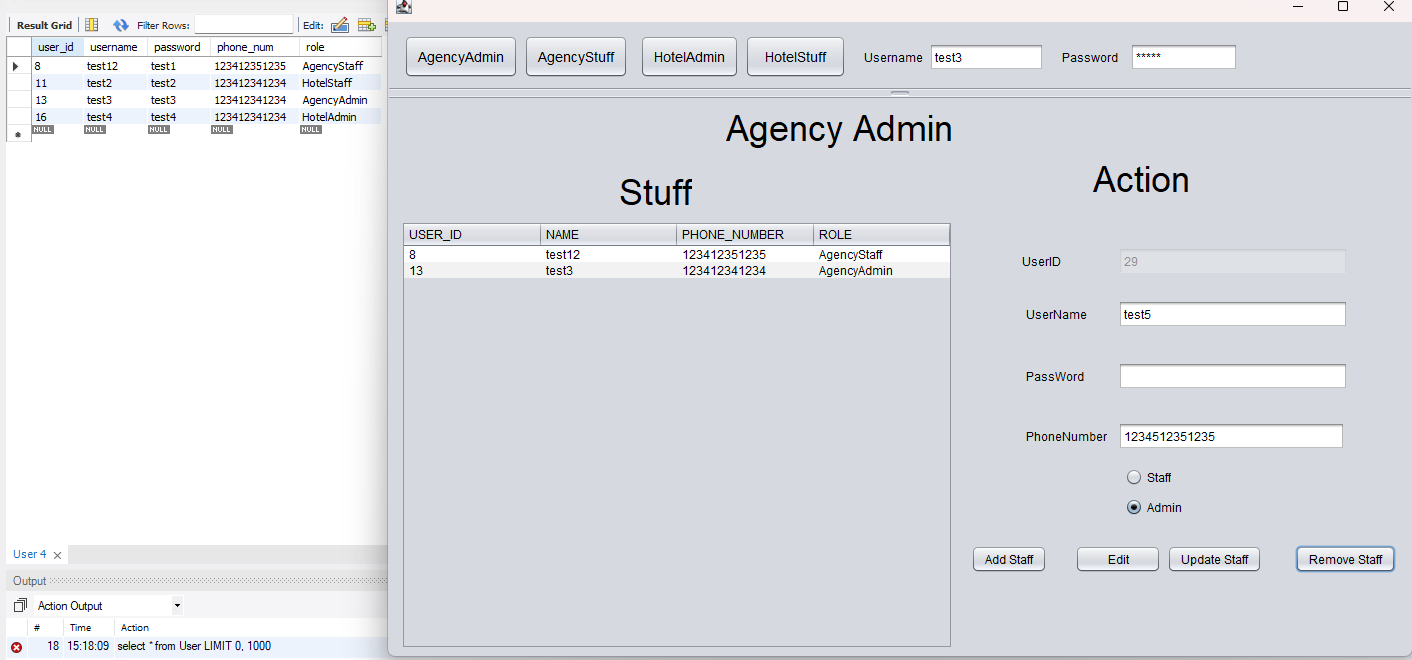 Result Grid Filter Rows: Edit:
user_id username password phone_num role
8 test12 test1 123412351235 AgencyStaff
11 test2 test2 123412341234 HotelStaff
13 test3 test3 123412341234 AgencyAdmin
16 test4 test4 123412341234 HotelAdmin
NULL NULL NULL NULL NULL
User 4
Output
Action Output
# Time Action
18 15:18:09 select * from User LIMIT 0, 1000
AgencyAdmin AgencyStuff HotelAdmin HotelStuff Username test3 Password *****
Agency Admin
Stuff
USER_ID NAME PHONE_NUMBER ROLE
8 test12 123412351235 AgencyStaff
13 test3 123412341234 AgencyAdmin
Action
UserID 29
UserName test5
PassWord
PhoneNumber 1234512351235
Staff
Admin
Add Staff Edit Update Staff Remove Staff